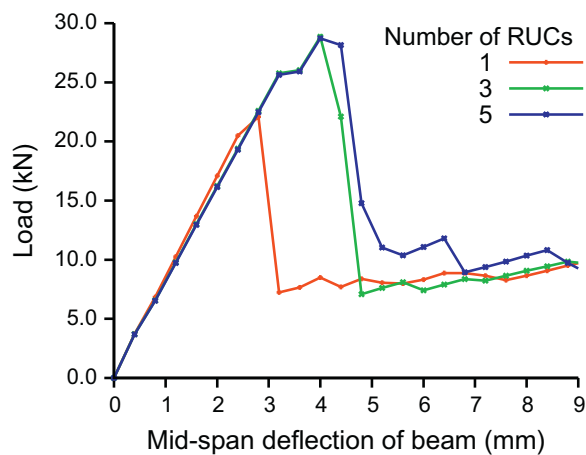 30.0
25.0
20.0
15.0
10.0
5.0
0.0
Load (kN)
Number of RUCs
1
3
5
0 1 2 3 4 5 6 7 8 9
Mid-span deflection of beam (mm)